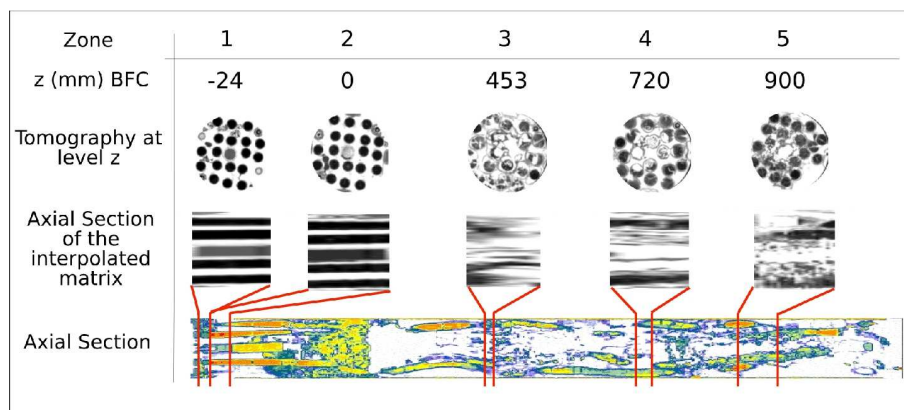 Zone 1 2 3 4 5
z (mm) BFC -24 0 453 720 900
Tomography at
level z
Axial Section
of the
interpolated
matrix
Axial Section